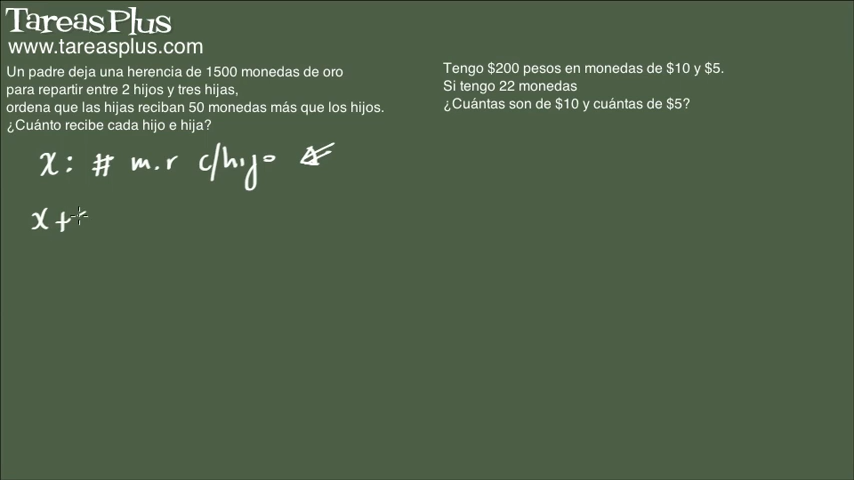 TareasPlus
www.tareasplus.com
Un padre deja una herencia de 1500 monedas de oro
para repartir entre 2 hijos y tres hijas,
ordena que las hijas reciban 50 monedas más que los hijos.
¿Cuánto recibe cada hijo e hija?
x: # m.r c/hijo
x +
Tengo $200 pesos en monedas de $10 y $5.
Si tengo 22 monedas
¿Cuántas son de $10 y cuántas de $5?